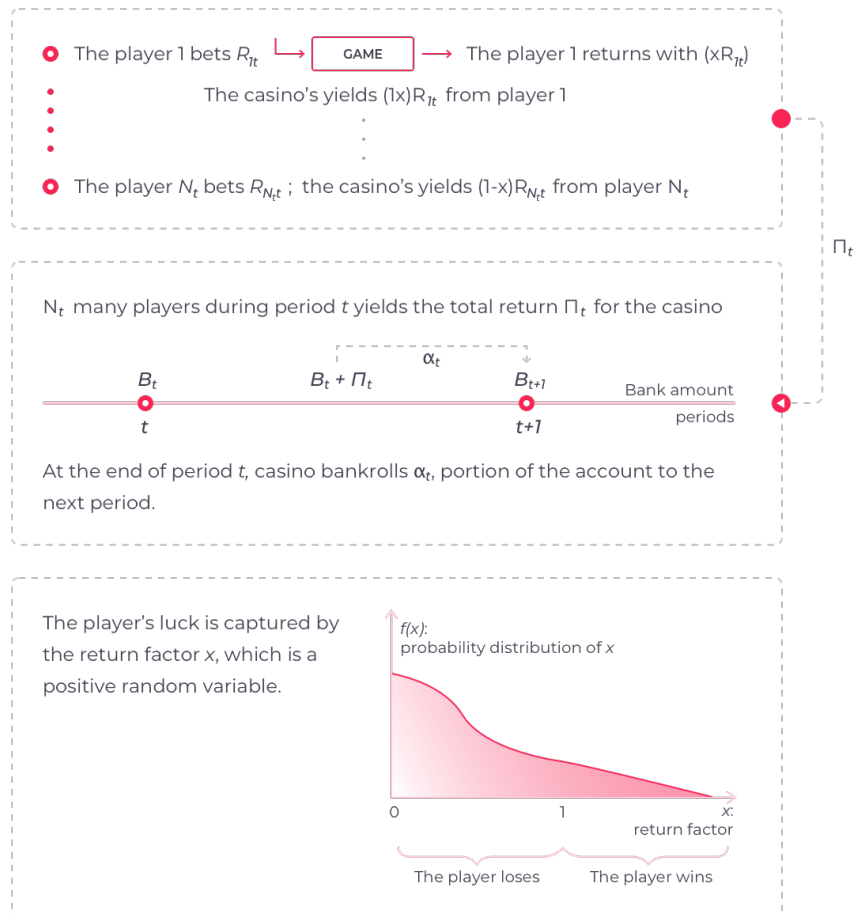 The player 1 bets R1t
GAME
The player 1 returns with (xR1t)
The casino's yields (1x)R1t from player 1
The player Nt bets RNtt ; the casino's yields (1-x)RNtt from player Nt
Πt
Nt many players during period t yields the total return Πt for the casino
αt
Bt
Bt + Πt
Bt+1
Bank amount
periods
t
t+1
At the end of period t, casino bankrolls αt, portion of the account to the
next period.
The player's luck is captured by
the return factor x, which is a
positive random variable.
f(x):
probability distribution of x
0
1
x:
return factor
The player loses
The player wins